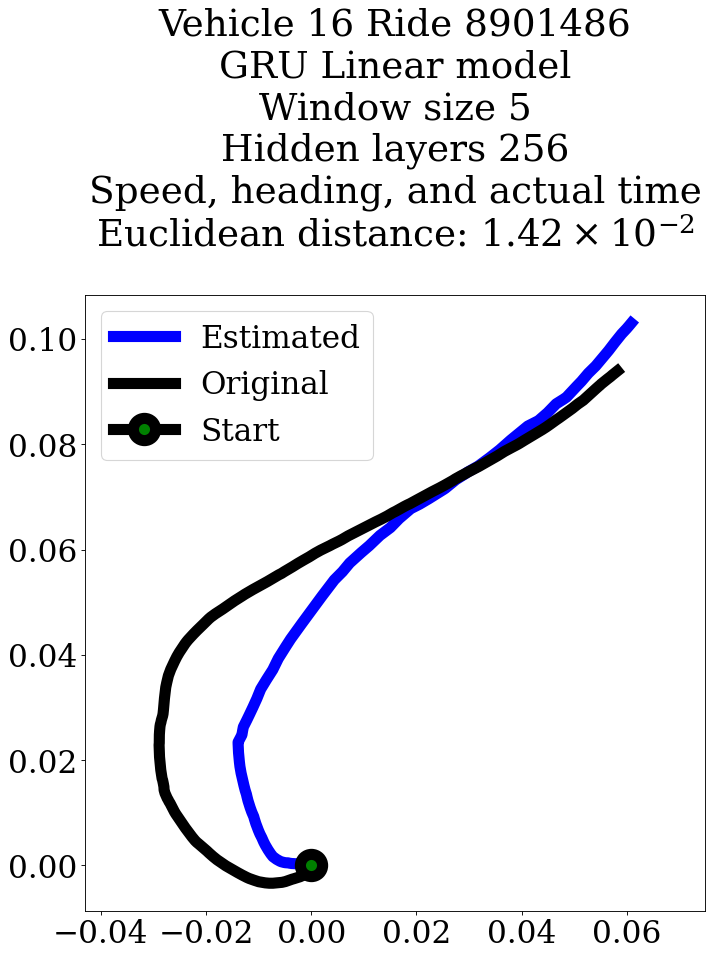 Vehicle 16 Ride 8901486
GRU Linear model
Window size 5
Hidden layers 256
Speed, heading, and actual time
Euclidean distance: 1.42 × 10⁻²
Estimated
Original
Start
0.10
0.08
0.06
0.04
0.02
0.00
−0.04 −0.02 0.00 0.02 0.04 0.06